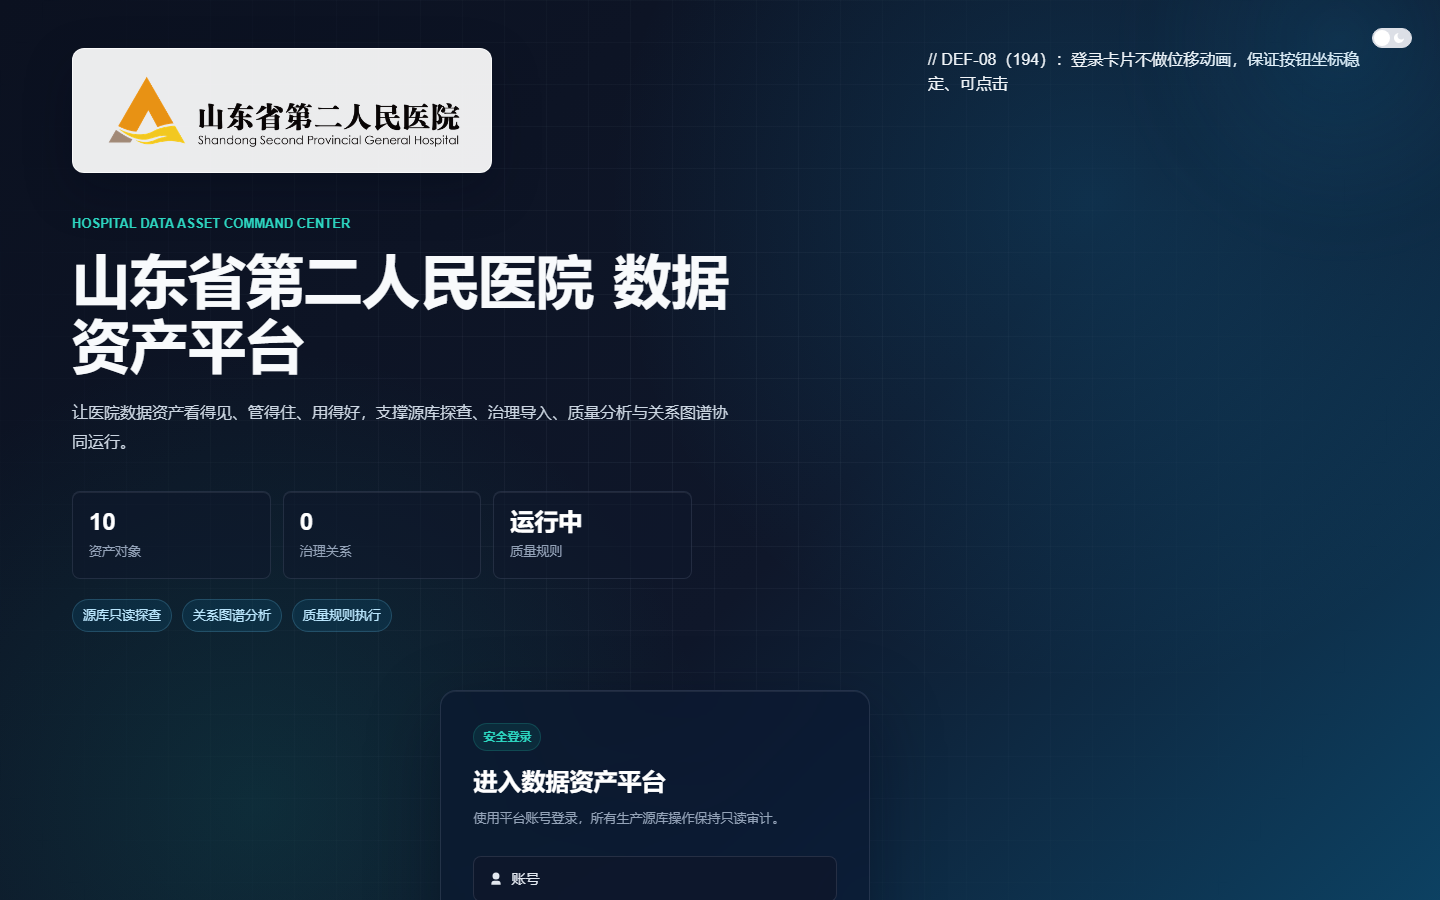 山东省第二人民医院
Shandong Second Provincial General Hospital
// DEF-08（194）：登录卡片不做位移动画，保证按钮坐标稳
定、可点击
HOSPITAL DATA ASSET COMMAND CENTER
山东省第二人民医院 数据
资产平台
让医院数据资产看得见、管得住、用得好，支撑源库探查、治理导入、质量分析与关系图谱协
同运行。
10
资产对象
0
治理关系
运行中
质量规则
源库只读探查
关系图谱分析
质量规则执行
安全登录
进入数据资产平台
使用平台账号登录，所有生产源库操作保持只读审计。
账号